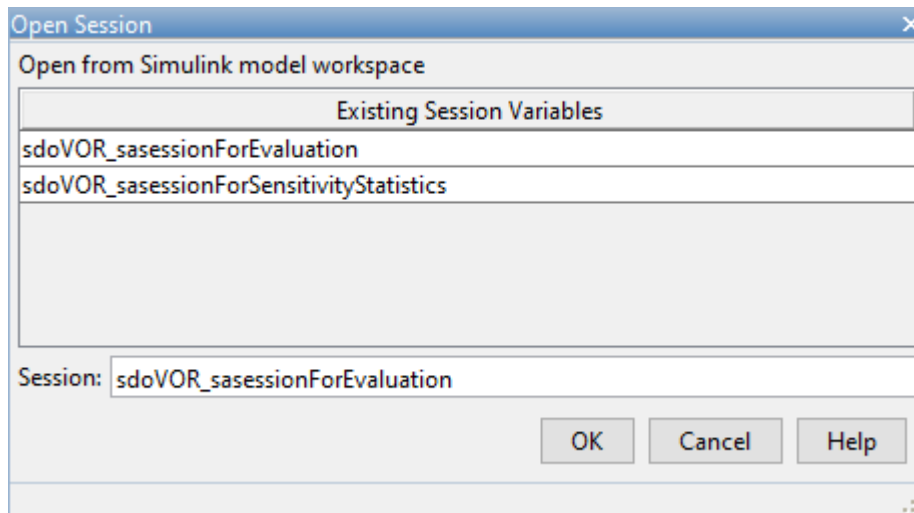 Open Session
Open from Simulink model workspace
Existing Session Variables
sdoVOR_sasessionForEvaluation
sdoVOR_sasessionForSensitivityStatistics
Session: sdoVOR_sasessionForEvaluation
OK Cancel Help